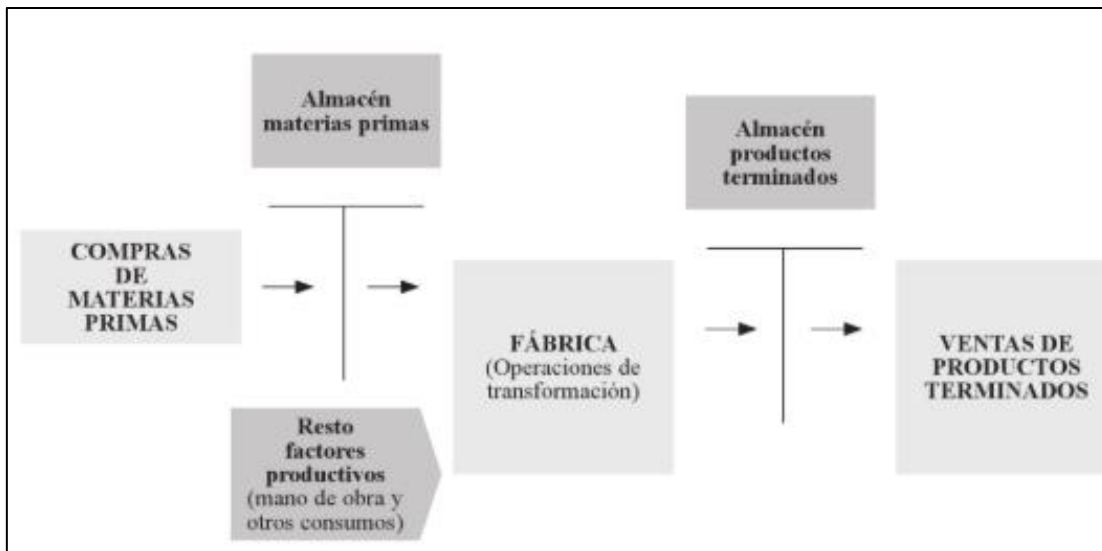 Almacén
materias primas
Almacén
productos
terminados
COMPRAS
DE
MATERIAS
PRIMAS
FÁBRICA
(Operaciones de
transformación)
VENTAS DE
PRODUCTOS
TERMINADOS
Resto
factores
productivos
(mano de obra y
otros consumos)